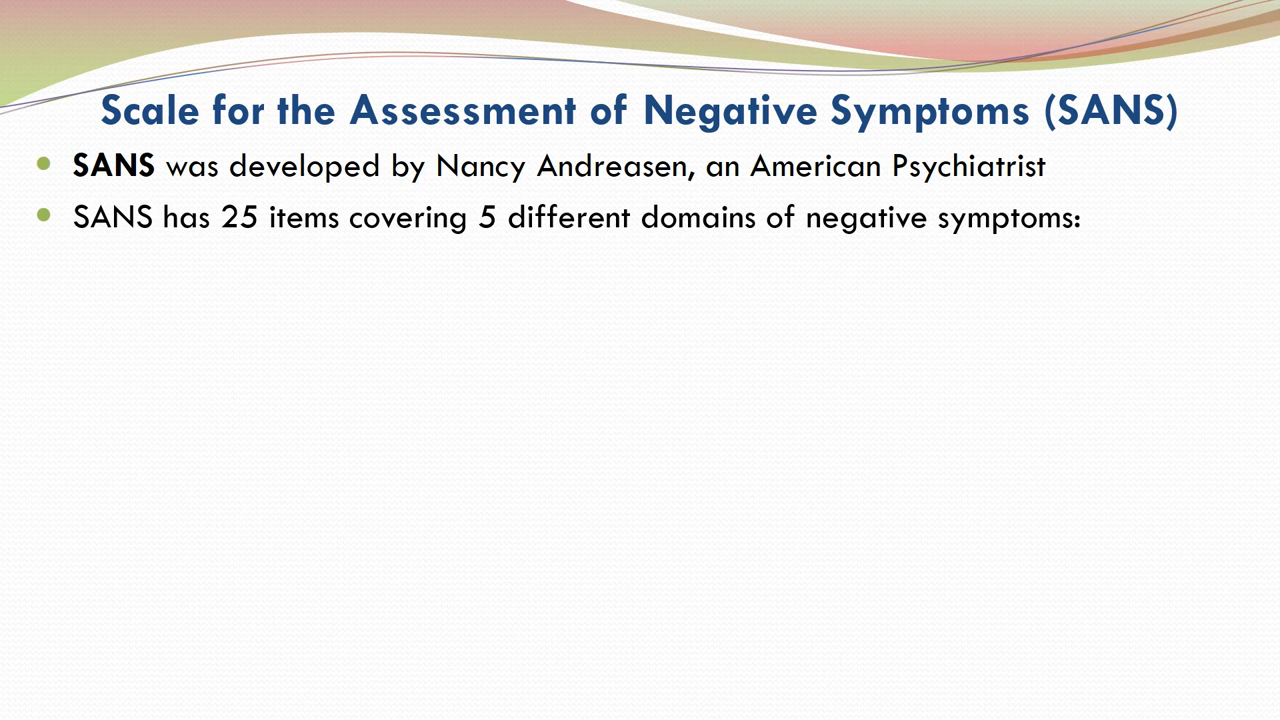 Scale for the Assessment of Negative Symptoms (SANS)
SANS was developed by Nancy Andreasen, an American Psychiatrist
SANS has 25 items covering 5 different domains of negative symptoms: